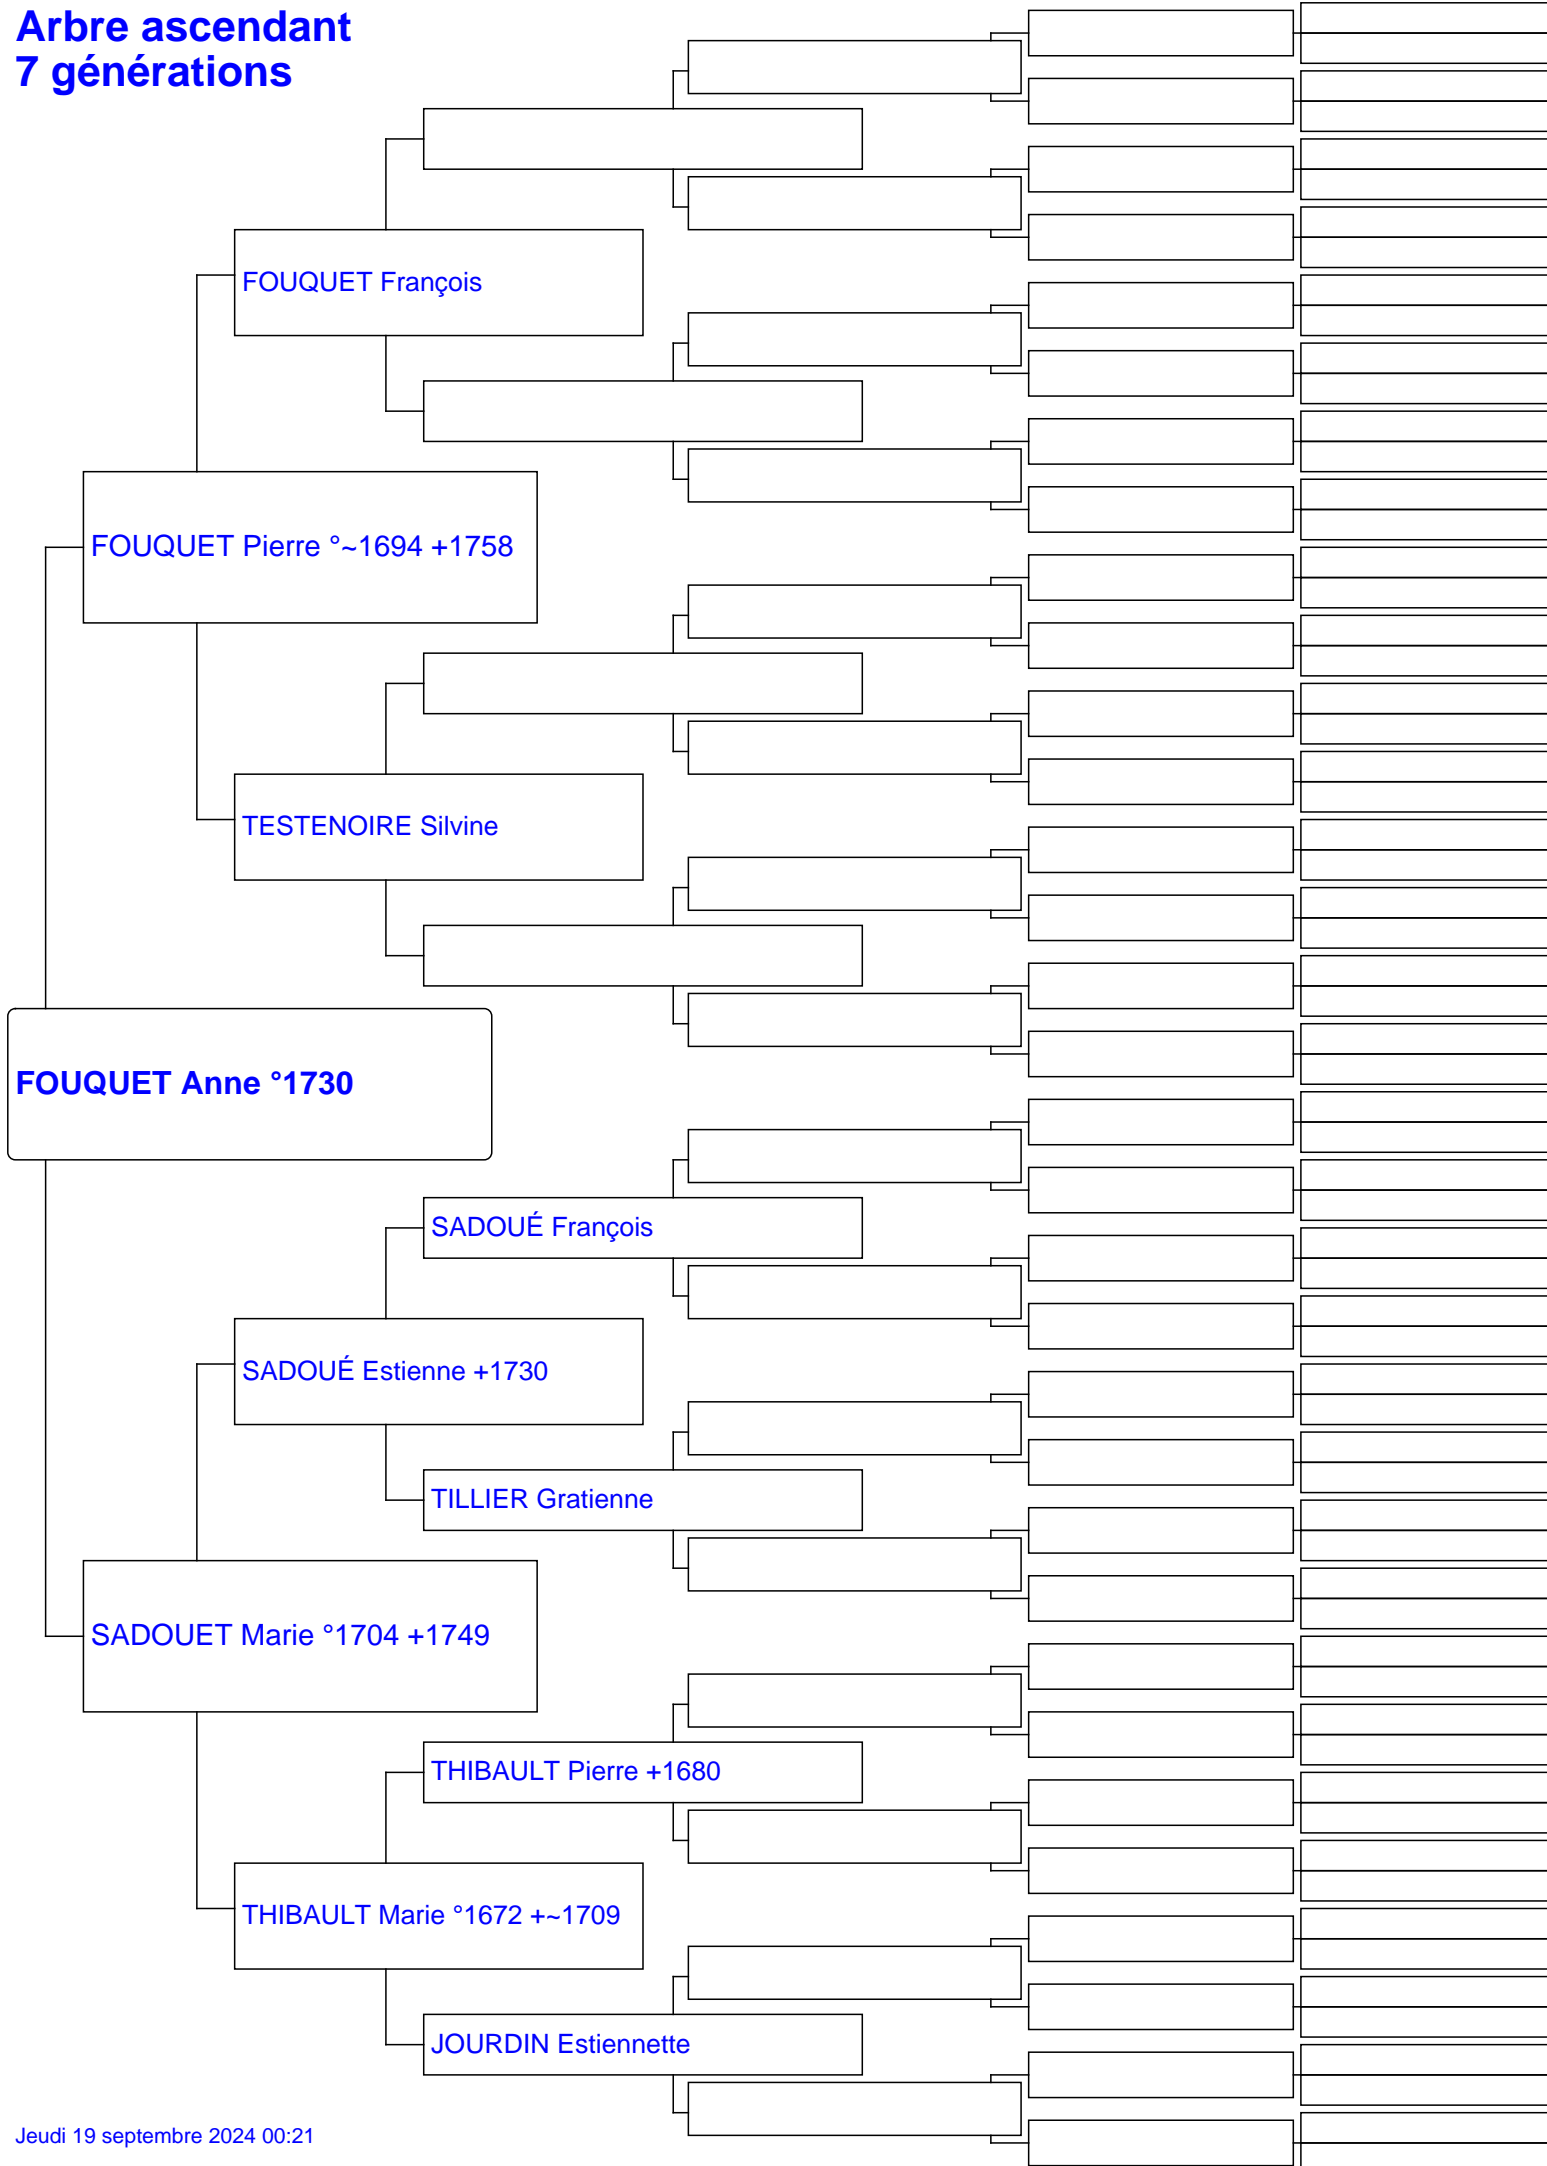 Arbre ascendant
7 générations
FOUQUET François
FOUQUET Pierre °~1694 +1758
TESTENOIRE Silvine
FOUQUET Anne °1730
SADOUÉ François
SADOUÉ Estienne +1730
TILLIER Gratienne
SADOUET Marie °1704 +1749
THIBAULT Pierre +1680
THIBAULT Marie °1672 +~1709
JOURDIN Estiennette
Jeudi 19 septembre 2024 00:21